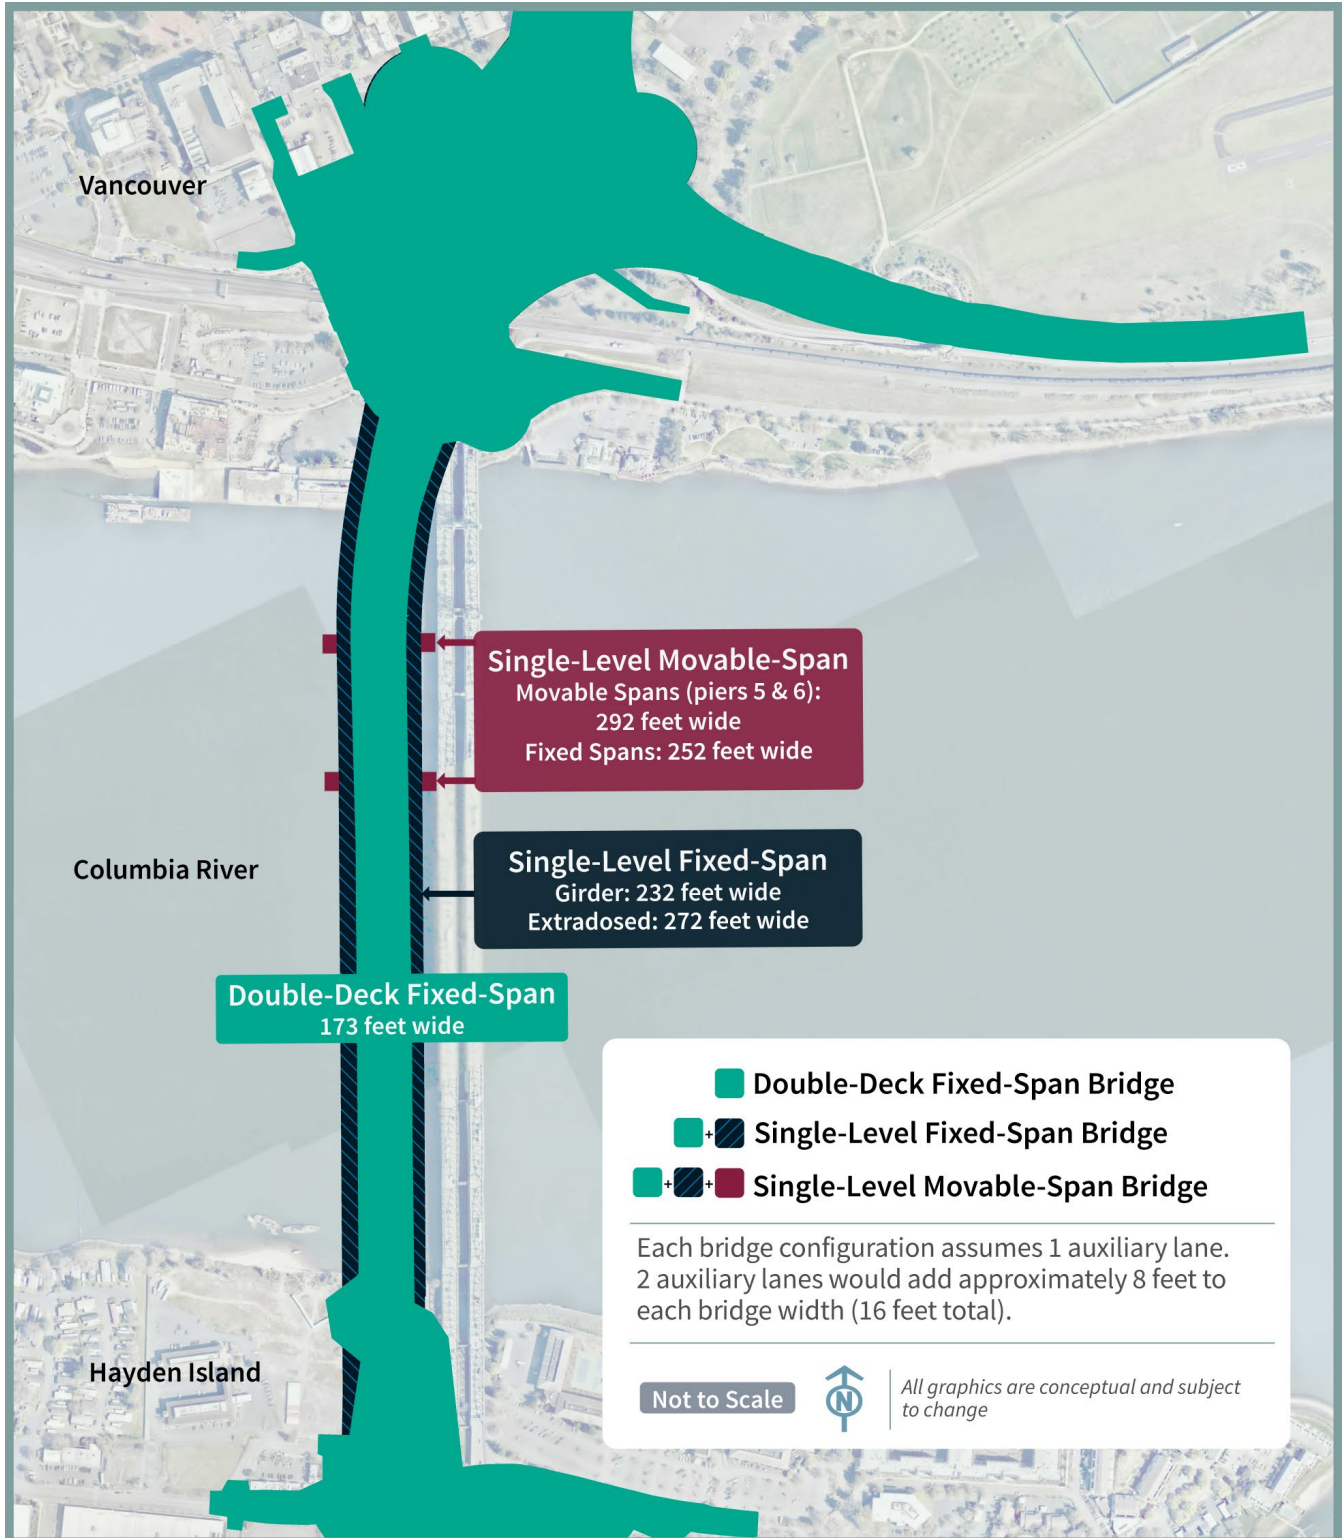 Vancouver
Single-Level Movable-Span
Movable Spans (piers 5 & 6):
292 feet wide
Fixed Spans: 252 feet wide
Columbia River
Single-Level Fixed-Span
Girder: 232 feet wide
Extradosed: 272 feet wide
Double-Deck Fixed-Span
173 feet wide
Double-Deck Fixed-Span Bridge
+ Single-Level Fixed-Span Bridge
+ + Single-Level Movable-Span Bridge
Each bridge configuration assumes 1 auxiliary lane.
2 auxiliary lanes would add approximately 8 feet to
each bridge width (16 feet total).
Hayden Island
Not to Scale
N
All graphics are conceptual and subject
to change